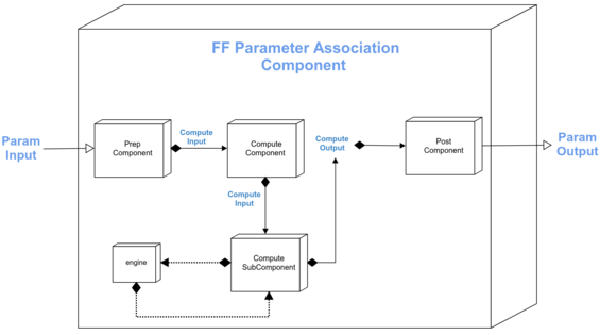 FF Parameter Association
Component
Param
Input
Prep
Component
Compute
Input
Compute
Component
Compute
Output
Post
Component
Param
Output
Compute
Input
engine
Compute
SubComponent